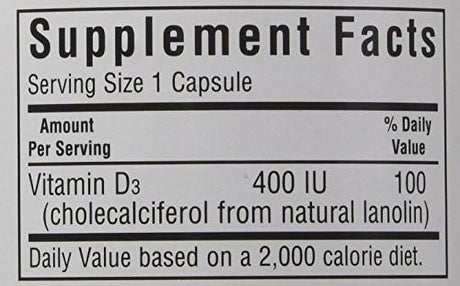 Supplement Facts
Serving Size 1 Capsule
Amount % Daily
Per Serving Value
Vitamin D3 400 IU 100
(cholecalciferol from natural lanolin)
Daily Value based on a 2,000 calorie diet.